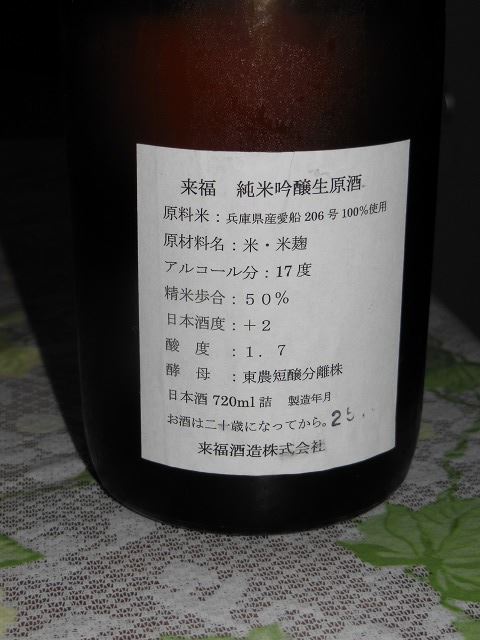 来福 純米吟醸生原酒
原料米：兵庫県産愛船206号100%使用
原材料名：米・米麹
アルコール分：17度
精米歩合：50%
日本酒度：＋2
酸度：1.7
酵母：東農短醸分離株
日本酒720ml詰 製造年月
お酒は二十歳になってから。25.
来福酒造株式会社